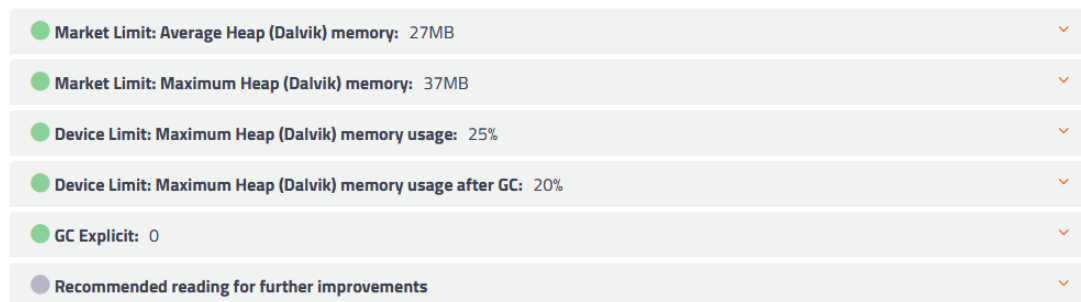 Market Limit: Average Heap (Dalvik) memory: 27MB
Market Limit: Maximum Heap (Dalvik) memory: 37MB
Device Limit: Maximum Heap (Dalvik) memory usage: 25%
Device Limit: Maximum Heap (Dalvik) memory usage after GC: 20%
GC Explicit: 0
Recommended reading for further improvements